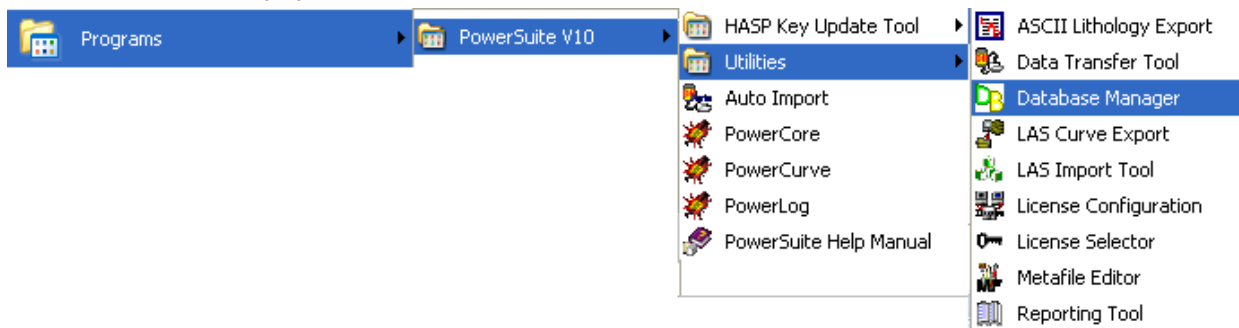 Programs
PowerSuite V10
HASP Key Update Tool
Utilities
Auto Import
PowerCore
PowerCurve
PowerLog
PowerSuite Help Manual
ASCII Lithology Export
Data Transfer Tool
Database Manager
LAS Curve Export
LAS Import Tool
License Configuration
License Selector
Metafile Editor
Reporting Tool